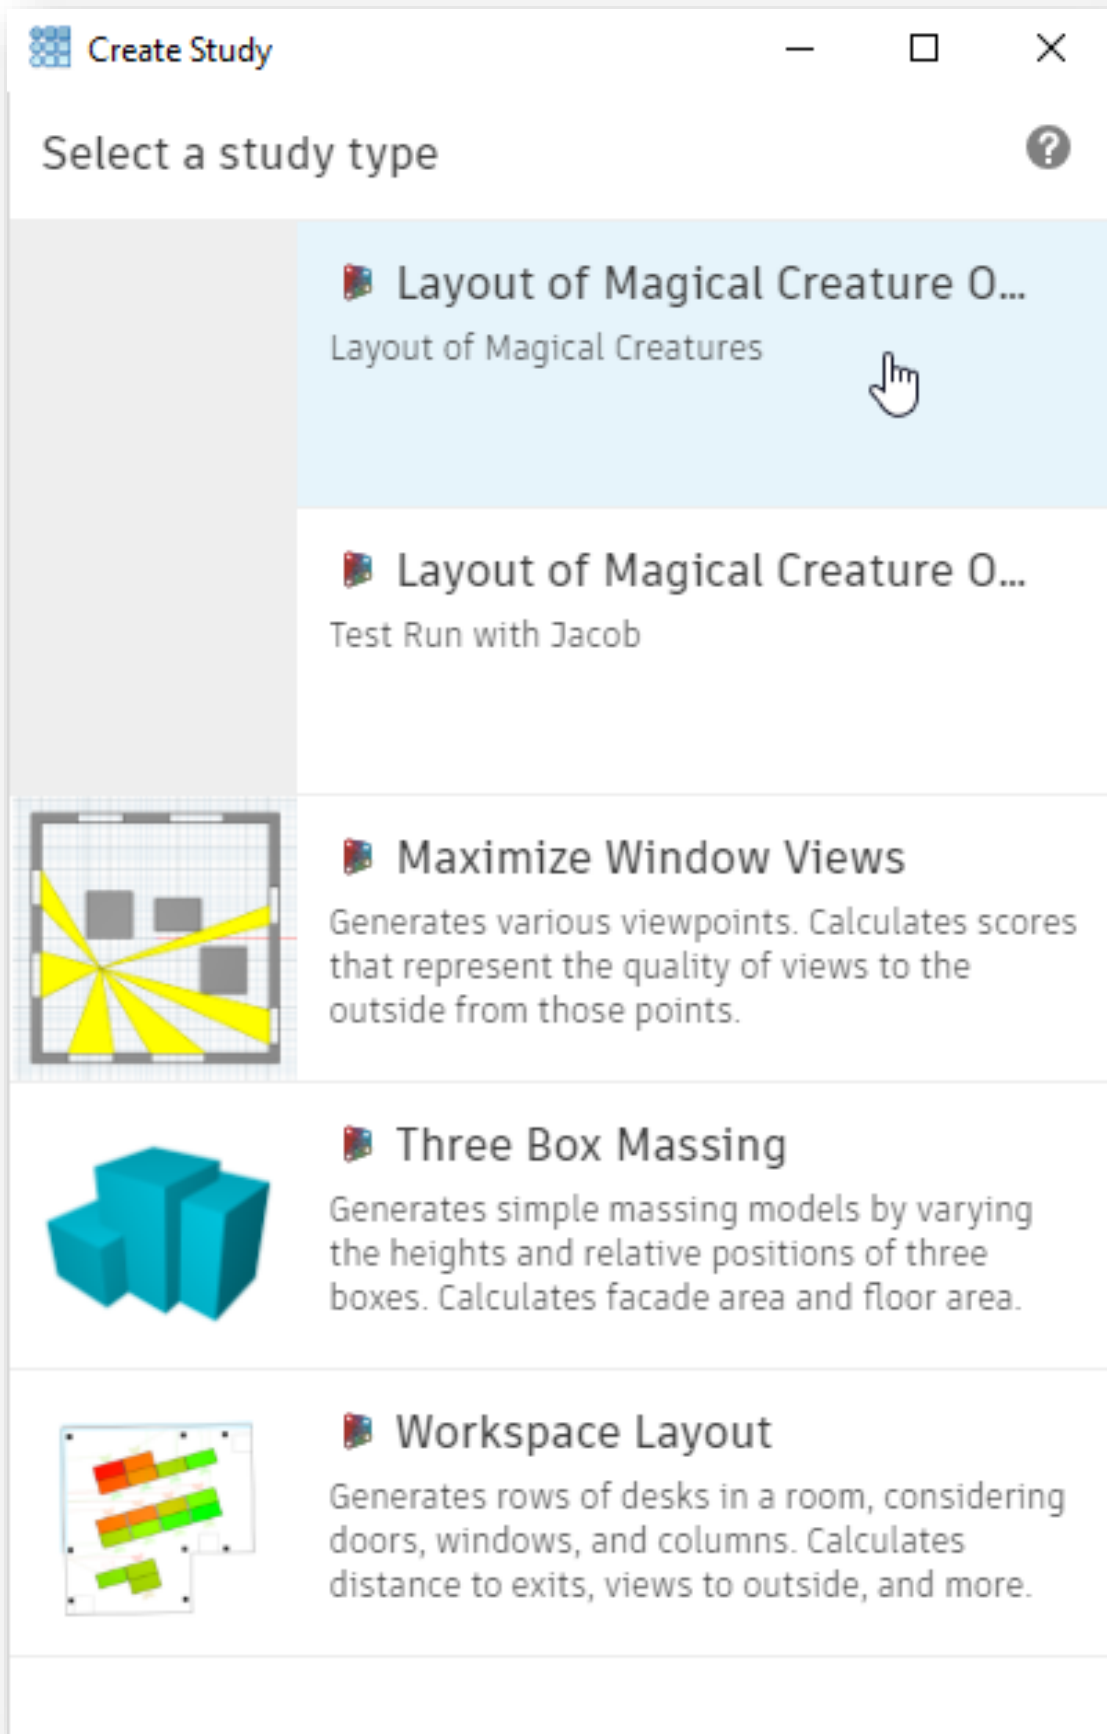 Create Study
Select a study type
?
Layout of Magical Creature O...
Layout of Magical Creatures
Layout of Magical Creature O...
Test Run with Jacob
Maximize Window Views
Generates various viewpoints. Calculates scores
that represent the quality of views to the
outside from those points.
Three Box Massing
Generates simple massing models by varying
the heights and relative positions of three
boxes. Calculates facade area and floor area.
Workspace Layout
Generates rows of desks in a room, considering
doors, windows, and columns. Calculates
distance to exits, views to outside, and more.